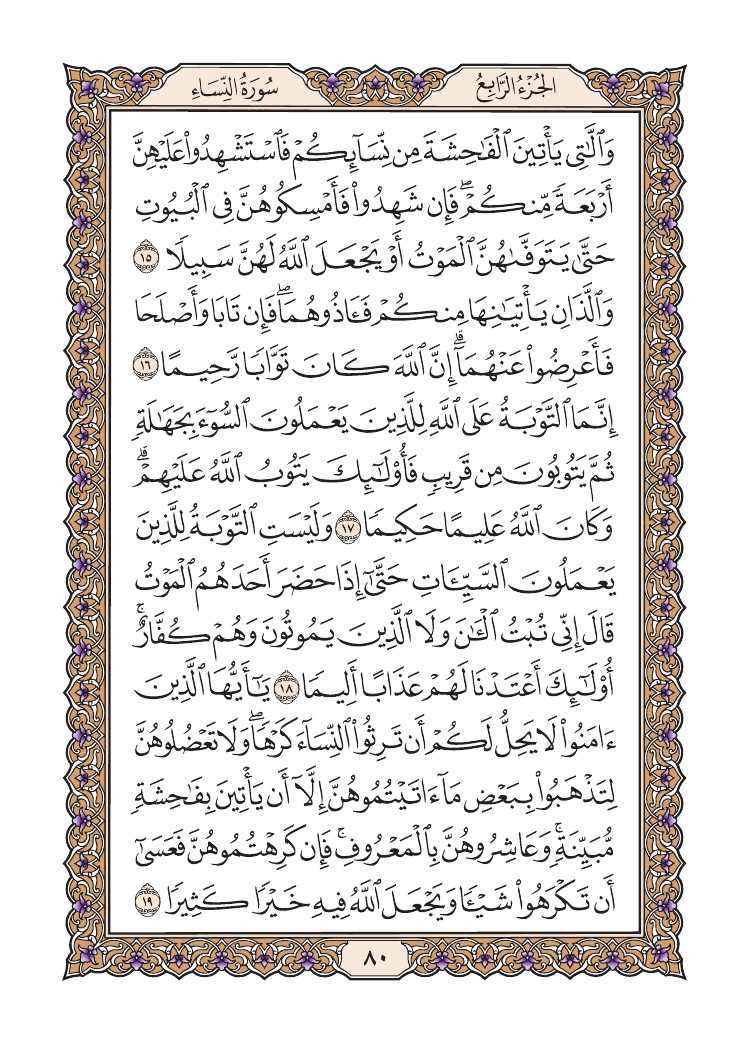 الجُزْءُ الرَّابِعُ
سُورَةُ النِّسَاءِ
وَٱلَّٰتِي يَأۡتِينَ ٱلۡفَٰحِشَةَ مِن نِّسَآئِكُمۡ فَٱسۡتَشۡهِدُواْ عَلَيۡهِنَّ
أَرۡبَعَةٗ مِّنكُمۡۖ فَإِن شَهِدُواْ فَأَمۡسِكُوهُنَّ فِي ٱلۡبُيُوتِ
حَتَّىٰ يَتَوَفَّىٰهُنَّ ٱلۡمَوۡتُ أَوۡ يَجۡعَلَ ٱللَّهُ لَهُنَّ سَبِيلٗا ١٥
وَٱلَّذَانِ يَأۡتِيَٰنِهَا مِنكُمۡ فَـَٔاذُوهُمَاۖ فَإِن تَابَا وَأَصۡلَحَا
فَأَعۡرِضُواْ عَنۡهُمَآۗ إِنَّ ٱللَّهَ كَانَ تَوَّابٗا رَّحِيمًا ١٦
إِنَّمَا ٱلتَّوۡبَةُ عَلَى ٱللَّهِ لِلَّذِينَ يَعۡمَلُونَ ٱلسُّوٓءَ بِجَهَٰلَةٖ
ثُمَّ يَتُوبُونَ مِن قَرِيبٖ فَأُوْلَٰٓئِكَ يَتُوبُ ٱللَّهُ عَلَيۡهِمۡۗ
وَكَانَ ٱللَّهُ عَلِيمًا حَكِيمٗا ١٧ وَلَيۡسَتِ ٱلتَّوۡبَةُ لِلَّذِينَ
يَعۡمَلُونَ ٱلسَّيِّـَٔاتِ حَتَّىٰٓ إِذَا حَضَرَ أَحَدَهُمُ ٱلۡمَوۡتُ
قَالَ إِنِّي تُبۡتُ ٱلۡـَٰٔنَ وَلَا ٱلَّذِينَ يَمُوتُونَ وَهُمۡ كُفَّارٌۚ
أُوْلَٰٓئِكَ أَعۡتَدۡنَا لَهُمۡ عَذَابًا أَلِيمٗا ١٨ يَٰٓأَيُّهَا ٱلَّذِينَ
ءَامَنُواْ لَا يَحِلُّ لَكُمۡ أَن تَرِثُواْ ٱلنِّسَآءَ كَرۡهٗاۖ وَلَا تَعۡضُلُوهُنَّ
لِتَذۡهَبُواْ بِبَعۡضِ مَآ ءَاتَيۡتُمُوهُنَّ إِلَّآ أَن يَأۡتِينَ بِفَٰحِشَةٖ
مُّبَيِّنَةٖۚ وَعَاشِرُوهُنَّ بِٱلۡمَعۡرُوفِۚ فَإِن كَرِهۡتُمُوهُنَّ فَعَسَىٰٓ
أَن تَكۡرَهُواْ شَيۡـٔٗا وَيَجۡعَلَ ٱللَّهُ فِيهِ خَيۡرٗا كَثِيرٗا ١٩
٨٠